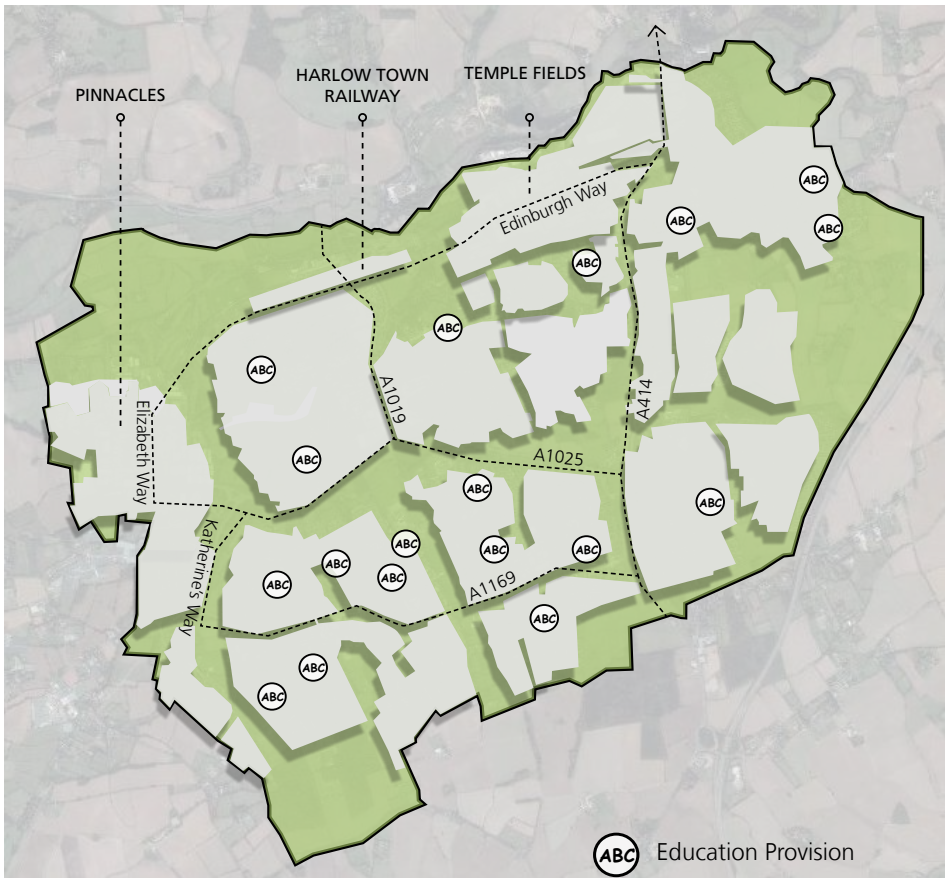 PINNACLES
HARLOW TOWN
RAILWAY
TEMPLE FIELDS
ABC
Edinburgh Way
ABC
ABC
ABC
ABC
ABC
A1019
A414
Elizabeth Way
ABC
A1025
ABC
ABC
Katherine's Way
ABC
ABC
ABC
ABC
ABC
ABC
A1169
ABC
ABC
ABC
ABC Education Provision